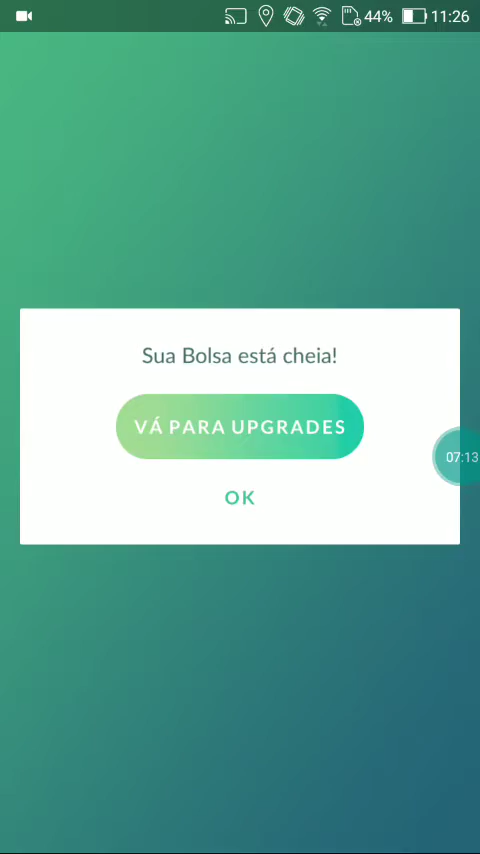 44% 11:26
Sua Bolsa está cheia!
VÁ PARA UPGRADES
07:13
OK